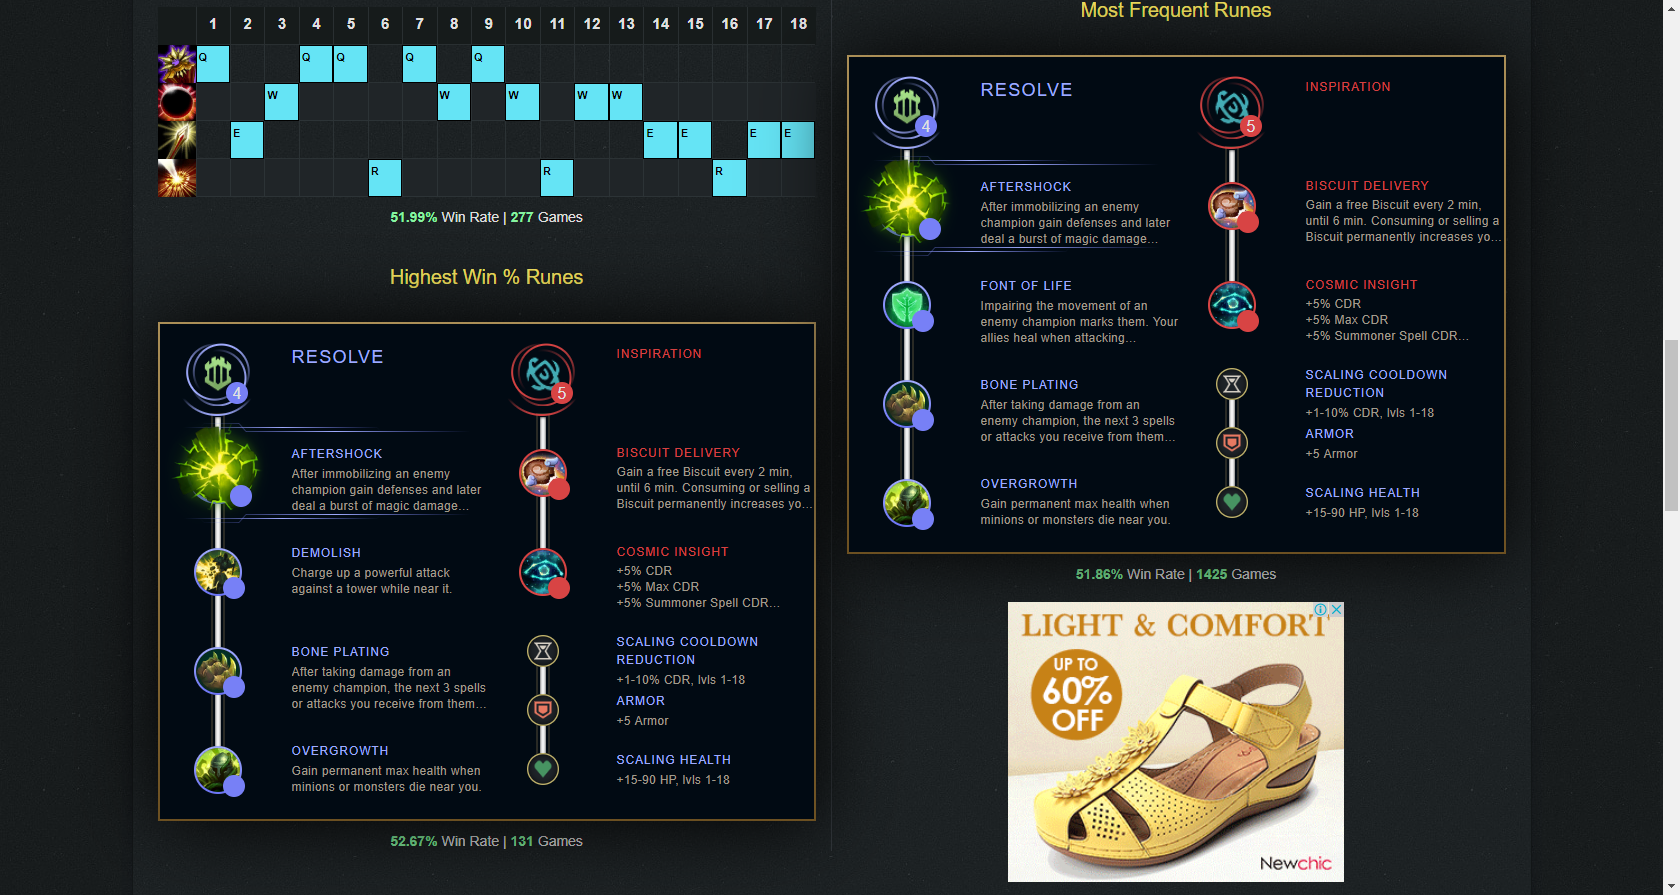 1 2 3 4 5 6 7 8 9 10 11 12 13 14 15 16 17 18
Q Q Q Q Q
W W W W W
E E E E E
R R R
51.99% Win Rate | 277 Games
Highest Win % Runes
4
RESOLVE
5
INSPIRATION
AFTERSHOCK
After immobilizing an enemy
champion gain defenses and later
deal a burst of magic damage...
DEMOLISH
Charge up a powerful attack
against a tower while near it.
BONE PLATING
After taking damage from an
enemy champion, the next 3 spells
or attacks you receive from them...
OVERGROWTH
Gain permanent max health when
minions or monsters die near you.
BISCUIT DELIVERY
Gain a free Biscuit every 2 min,
until 6 min. Consuming or selling a
Biscuit permanently increases yo...
COSMIC INSIGHT
+5% CDR
+5% Max CDR
+5% Summoner Spell CDR...
SCALING COOLDOWN
REDUCTION
+1-10% CDR, lvls 1-18
ARMOR
+5 Armor
SCALING HEALTH
+15-90 HP, lvls 1-18
52.67% Win Rate | 131 Games
Most Frequent Runes
4
RESOLVE
5
INSPIRATION
AFTERSHOCK
After immobilizing an enemy
champion gain defenses and later
deal a burst of magic damage...
FONT OF LIFE
Impairing the movement of an
enemy champion marks them. Your
allies heal when attacking...
BONE PLATING
After taking damage from an
enemy champion, the next 3 spells
or attacks you receive from them...
OVERGROWTH
Gain permanent max health when
minions or monsters die near you.
BISCUIT DELIVERY
Gain a free Biscuit every 2 min,
until 6 min. Consuming or selling a
Biscuit permanently increases yo...
COSMIC INSIGHT
+5% CDR
+5% Max CDR
+5% Summoner Spell CDR...
SCALING COOLDOWN
REDUCTION
+1-10% CDR, lvls 1-18
ARMOR
+5 Armor
SCALING HEALTH
+15-90 HP, lvls 1-18
51.86% Win Rate | 1425 Games
LIGHT & COMFORT
UP TO
60%
OFF
Newchic